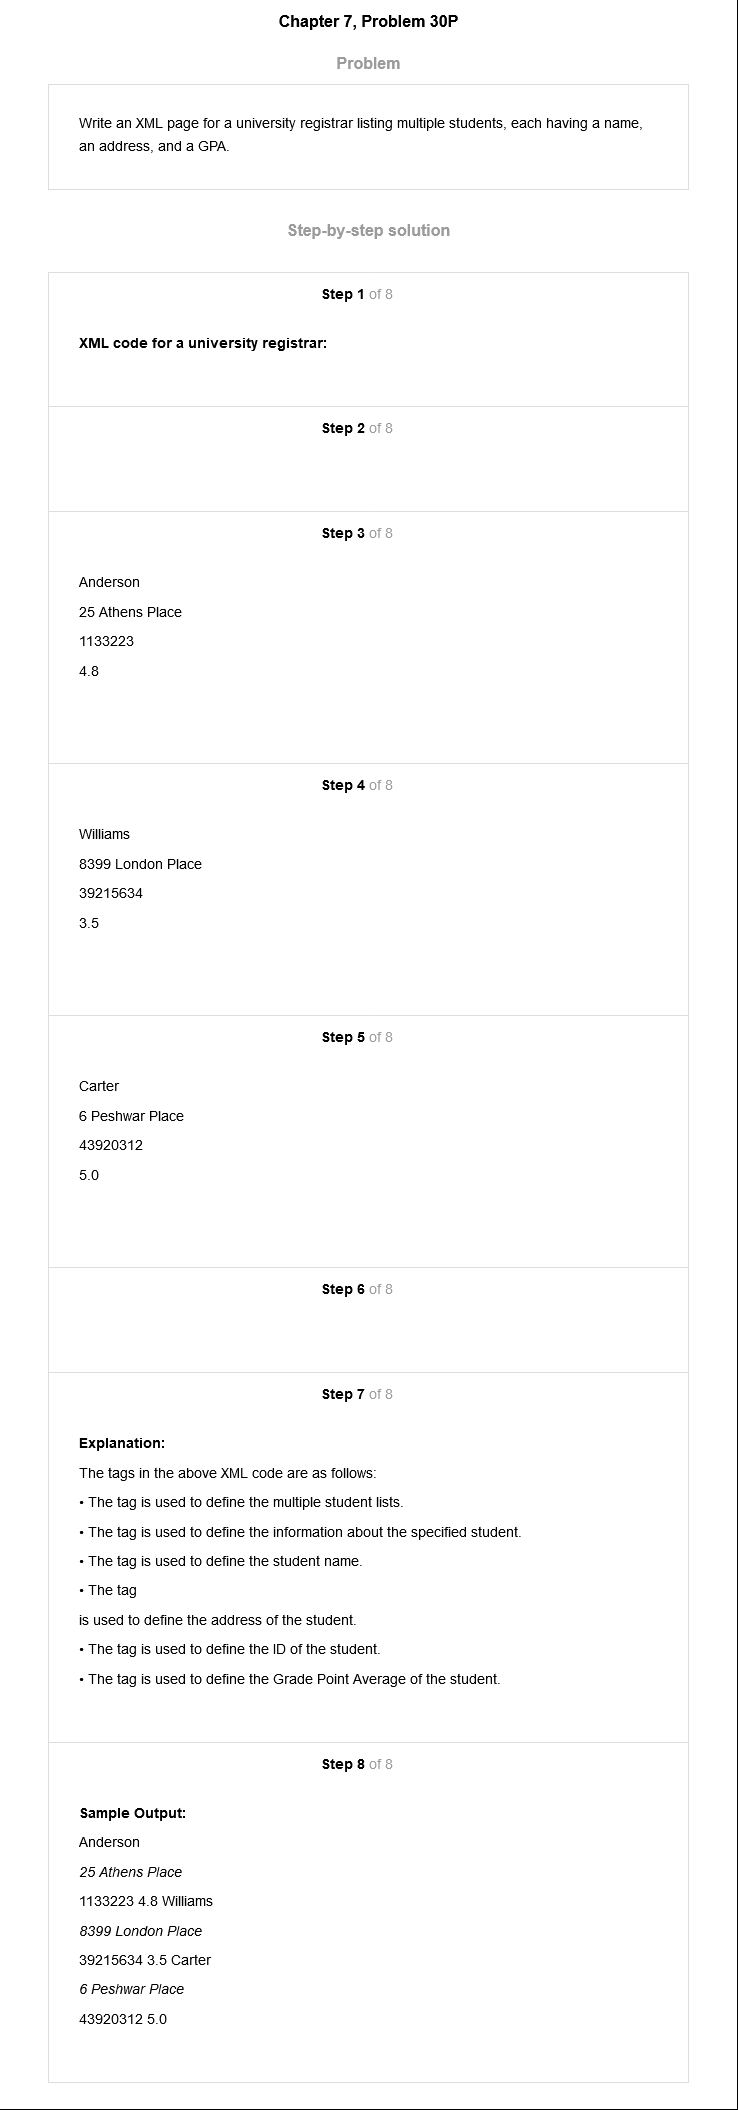 Chapter 7, Problem 30P
Problem
Write an XML page for a university registrar listing multiple students, each having a name,
an address, and a GPA.
Step-by-step solution
Step 1 of 8
XML code for a university registrar:
Step 2 of 8
Step 3 of 8
Anderson
25 Athens Place
1133223
4.8
Step 4 of 8
Williams
8399 London Place
39215634
3.5
Step 5 of 8
Carter
6 Peshwar Place
43920312
5.0
Step 6 of 8
Step 7 of 8
Explanation:
The tags in the above XML code are as follows:
• The tag is used to define the multiple student lists.
• The tag is used to define the information about the specified student.
• The tag is used to define the student name.
• The tag
is used to define the address of the student.
• The tag is used to define the ID of the student.
• The tag is used to define the Grade Point Average of the student.
Step 8 of 8
Sample Output:
Anderson
25 Athens Place
1133223 4.8 Williams
8399 London Place
39215634 3.5 Carter
6 Peshwar Place
43920312 5.0